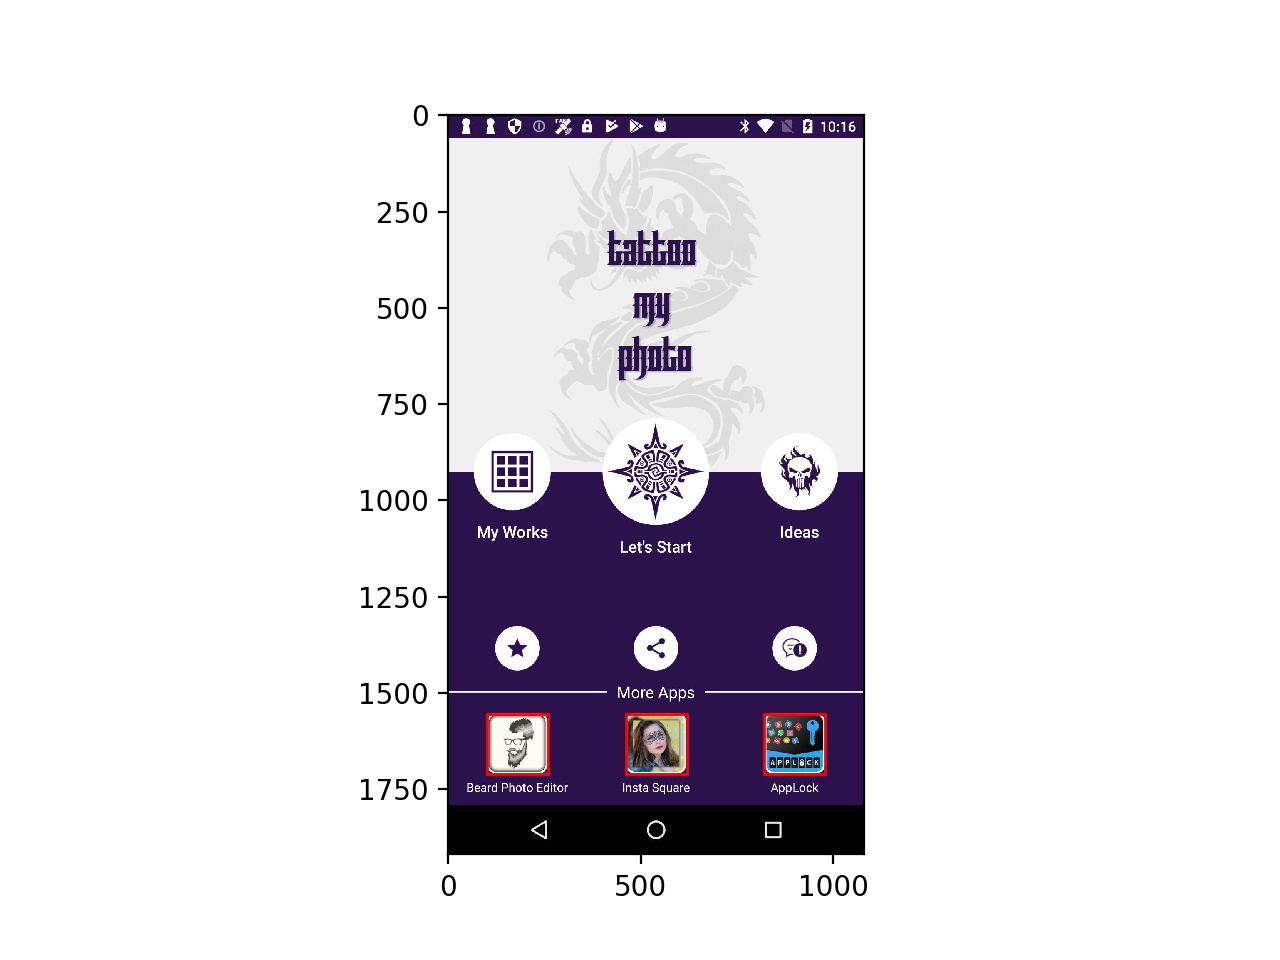 0
250
500
750
1000
1250
1500
1750
10:16
tattoo
my
photo
My Works
Let's Start
Ideas
More Apps
APPLOCK
Beard Photo Editor
Insta Square
AppLock
0
500
1000